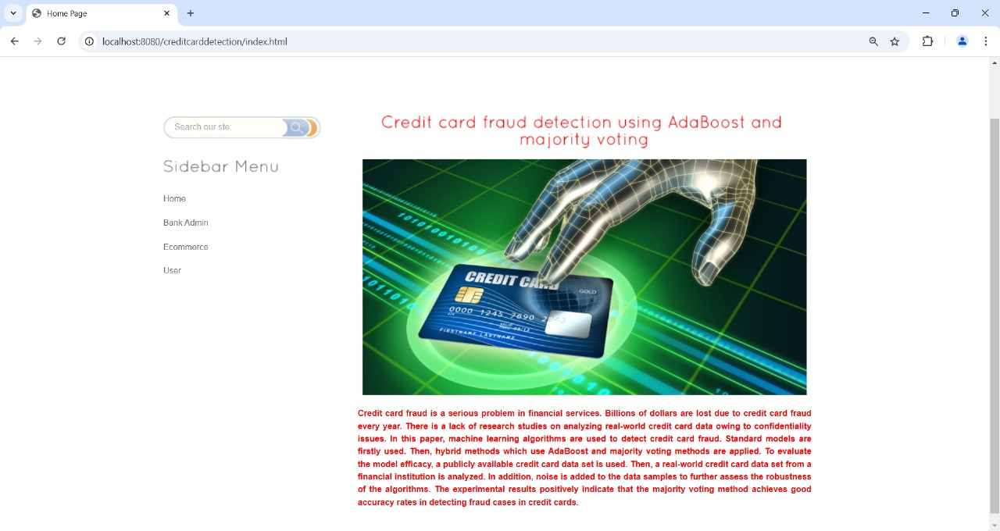 Home Page
localhost:8080/creditcarddetection/index.html
Search our ste:
Sidebar Menu
Home
Bank Admin
Ecommerce
User
Credit card fraud detection using AdaBoost and
majority voting
CREDIT CARD
GOLD
0000 1245 7690 2343
FIRSTNAME LASTNAME
Credit card fraud is a serious problem in financial services. Billions of dollars are lost due to credit card fraud
every year. There is a lack of research studies on analyzing real-world credit card data owing to confidentiality
issues. In this paper, machine learning algorithms are used to detect credit card fraud. Standard models are
firstly used. Then, hybrid methods which use AdaBoost and majority voting methods are applied. To evaluate
the model efficacy, a publicly available credit card data set is used. Then, a real-world credit card data set from a
financial institution is analyzed. In addition, noise is added to the data samples to further assess the robustness
of the algorithms. The experimental results positively indicate that the majority voting method achieves good
accuracy rates in detecting fraud cases in credit cards.